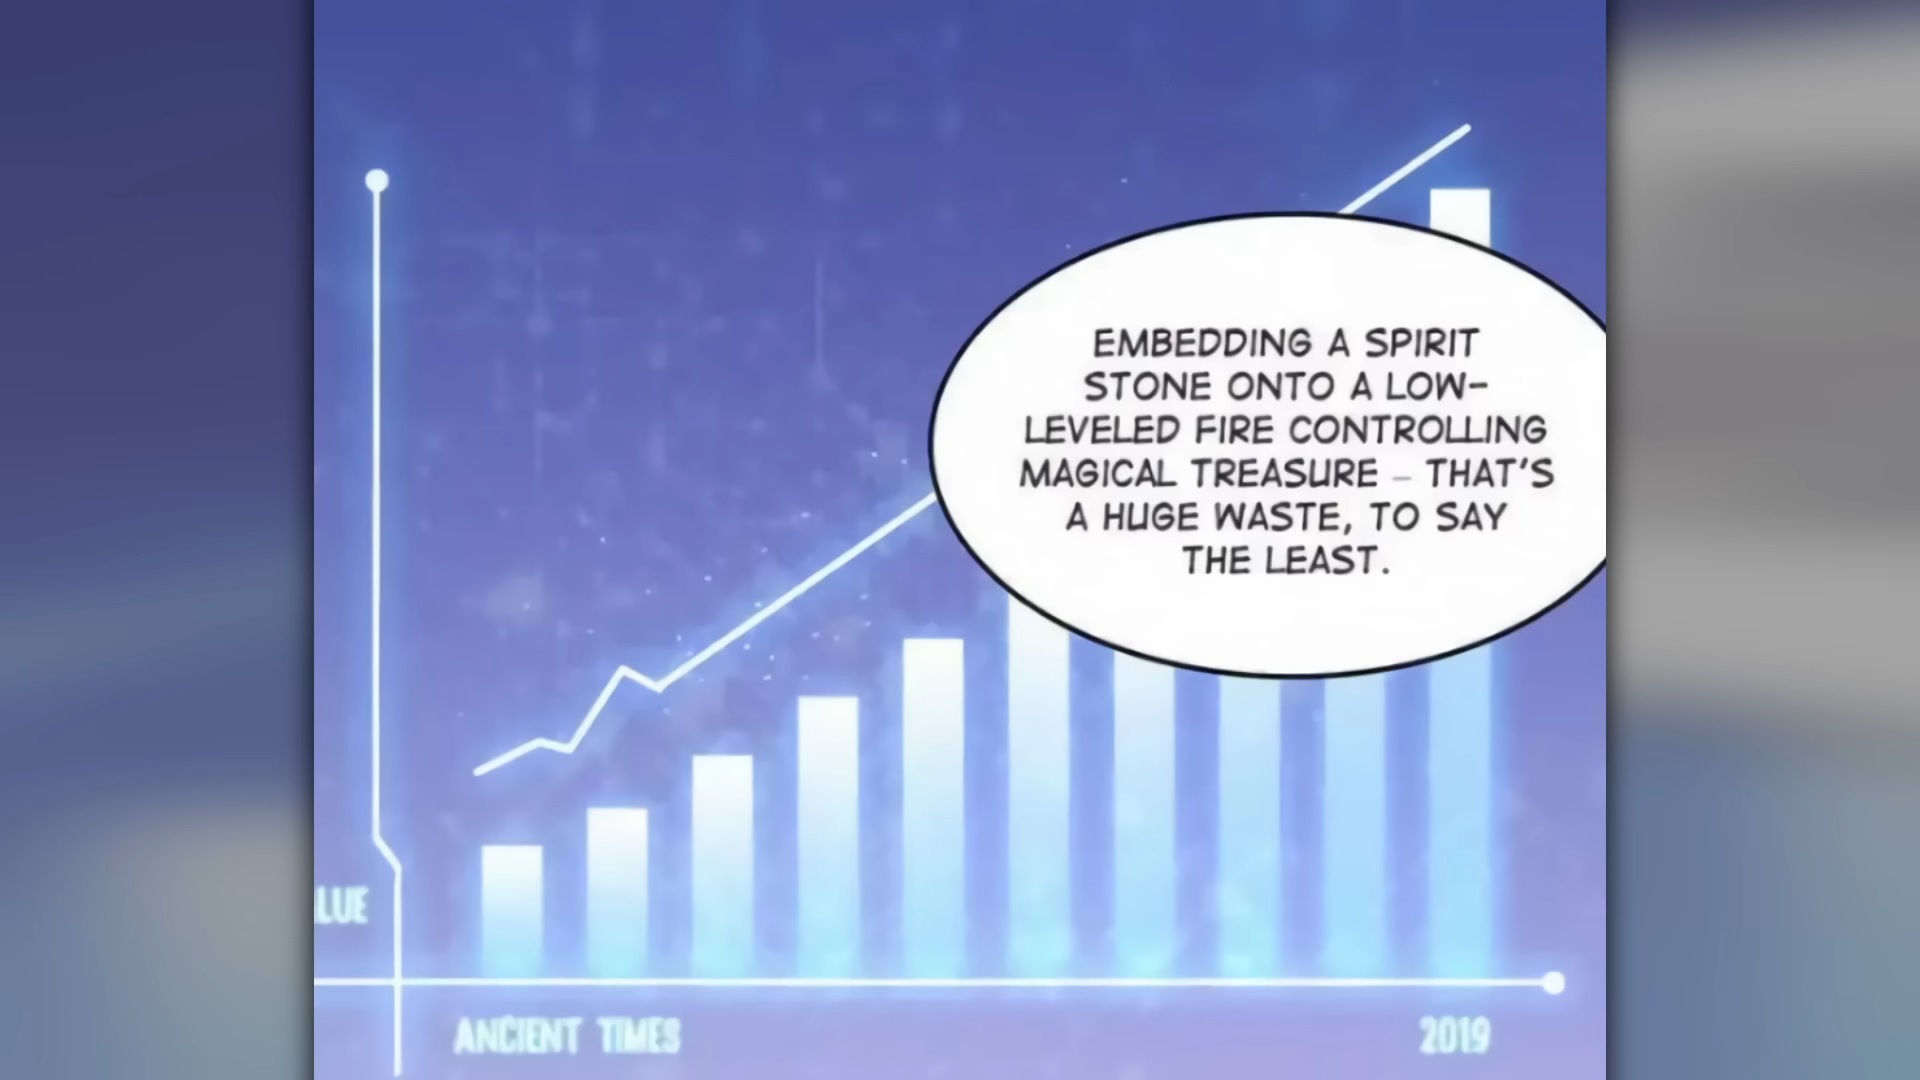 EMBEDDING A SPIRIT
STONE ONTO A LOW-
LEVELED FIRE CONTROLLING
MAGICAL TREASURE – THAT'S
A HUGE WASTE, TO SAY
THE LEAST.
LUE
ANCIENT TIMES
2019